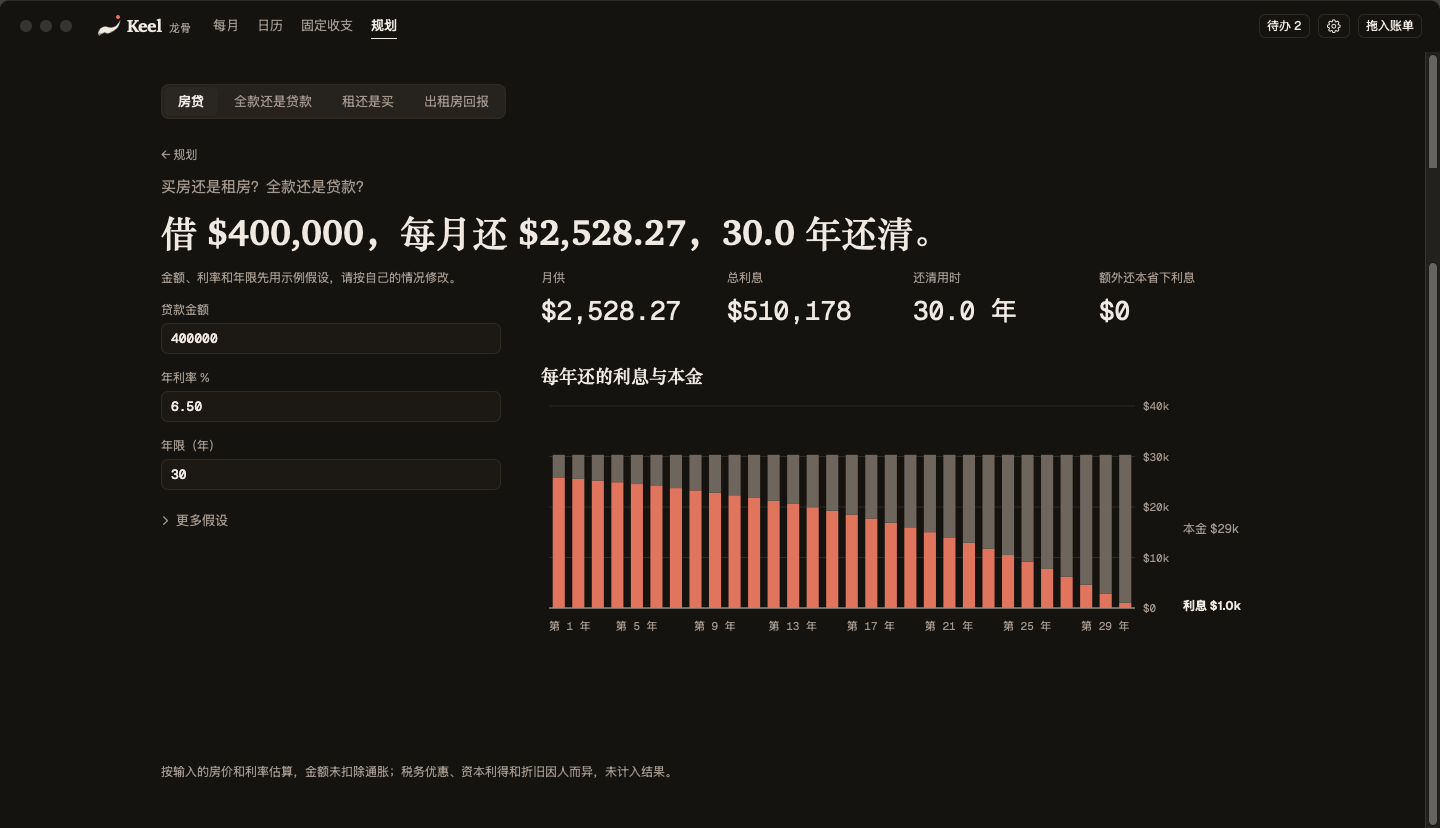 Keel 龙骨 每月 日历 固定收支 规划 待办 2 拖入账单
房贷 全款还是贷款 租还是买 出租房回报
← 规划
买房还是租房？全款还是贷款？
借 $400,000，每月还 $2,528.27，30.0 年还清。
金额、利率和年限先用示例假设，请按自己的情况修改。
贷款金额
400000
年利率 %
6.50
年限（年）
30
> 更多假设
月供 总利息 还清用时 额外还本省下利息
$2,528.27 $510,178 30.0 年 $0
每年还的利息与本金
$40k
$30k
$20k
本金 $29k
$10k
$0 利息 $1.0k
第 1 年 第 5 年 第 9 年 第 13 年 第 17 年 第 21 年 第 25 年 第 29 年
按输入的房价和利率估算，金额未扣除通胀；税务优惠、资本利得和折旧因人而异，未计入结果。